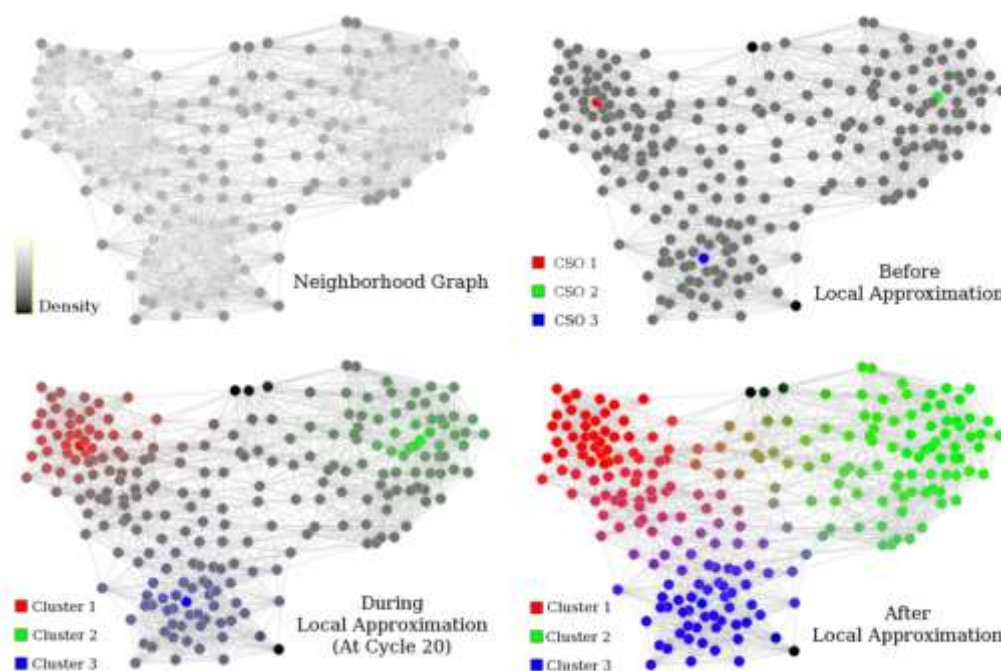 Density
Neighborhood Graph
CSO 1
CSO 2
CSO 3
Before
Local Approximation
Cluster 1
Cluster 2
Cluster 3
During
Local Approximation
(At Cycle 20)
Cluster 1
Cluster 2
Cluster 3
After
Local Approximation